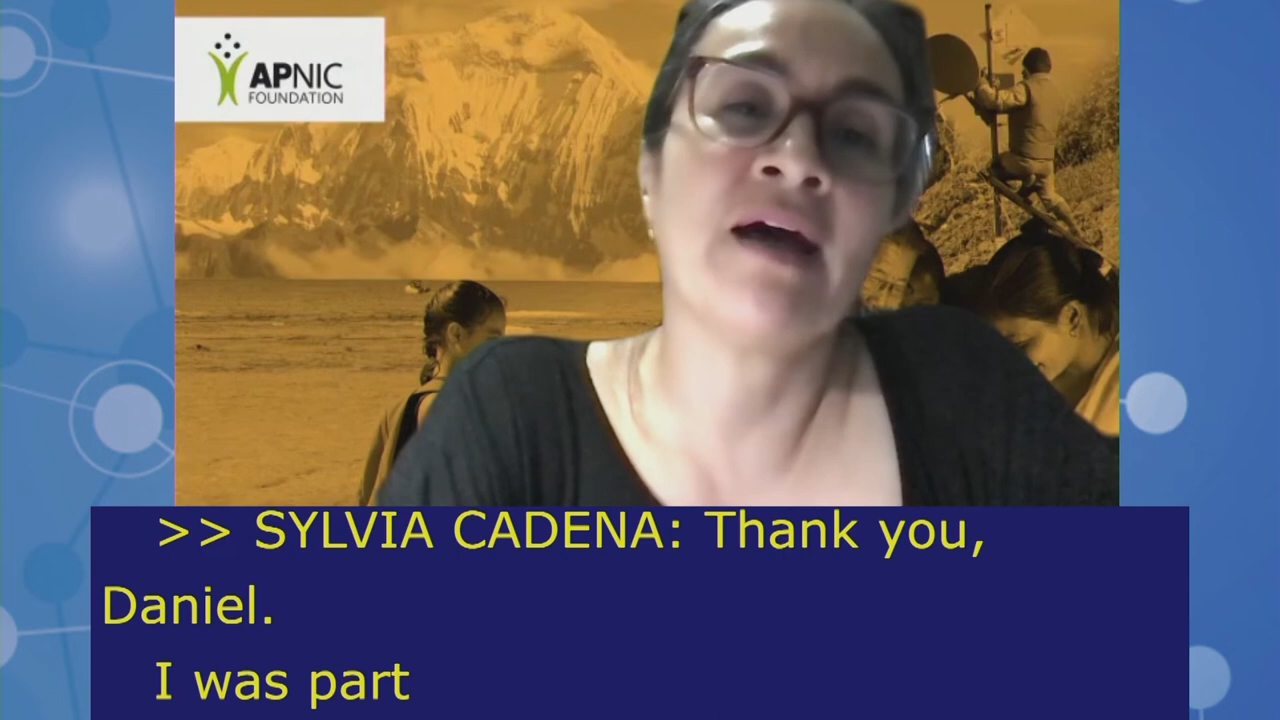 APNIC
FOUNDATION
>> SYLVIA CADENA: Thank you,
Daniel.
I was part